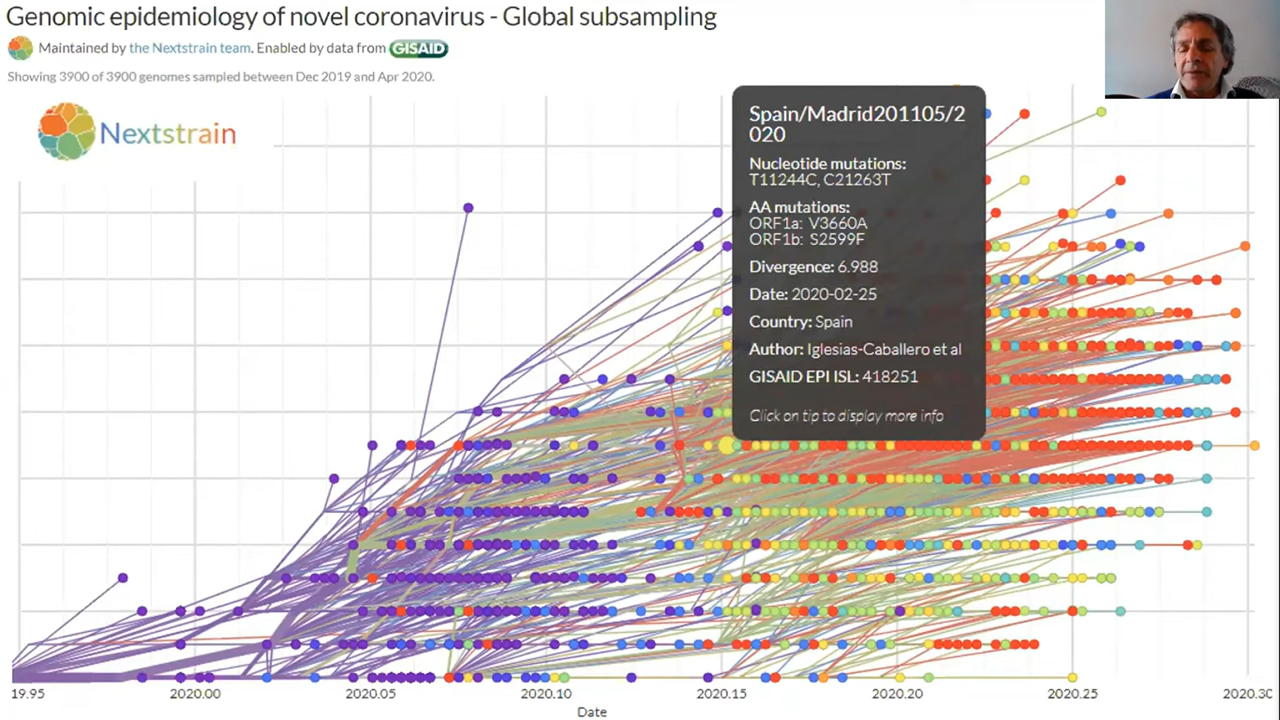 Genomic epidemiology of novel coronavirus - Global subsampling
Maintained by the Nextstrain team. Enabled by data from GISAID
Showing 3900 of 3900 genomes sampled between Dec 2019 and Apr 2020.
Nextstrain
Spain/Madrid201105/2
020
Nucleotide mutations:
T11244C, C21263T
AA mutations:
ORF1a: V3660A
ORF1b: S2599F
Divergence: 6.988
Date: 2020-02-25
Country: Spain
Author: Iglesias-Caballero et al
GISAID EPI ISL: 418251
Click on tip to display more info
19.95 2020.00 2020.05 2020.10 2020.15 2020.20 2020.25 2020.30
Date